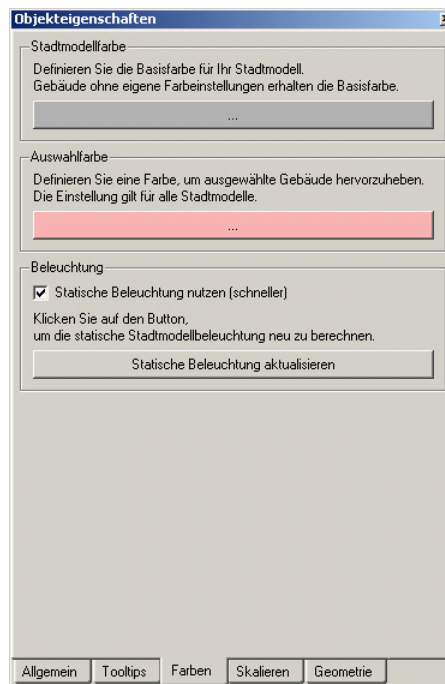 Objekteigenschaften
Stadtmodellfarbe
Definieren Sie die Basisfarbe für Ihr Stadtmodell.
Gebäude ohne eigene Farbeinstellungen erhalten die Basisfarbe.
...
Auswahlfarbe
Definieren Sie eine Farbe, um ausgewählte Gebäude hervorzuheben.
Die Einstellung gilt für alle Stadtmodelle.
...
Beleuchtung
Statische Beleuchtung nutzen (schneller)
Klicken Sie auf den Button,
um die statische Stadtmodellbeleuchtung neu zu berechnen.
Statische Beleuchtung aktualisieren
Allgemein Tooltips Farben Skalieren Geometrie